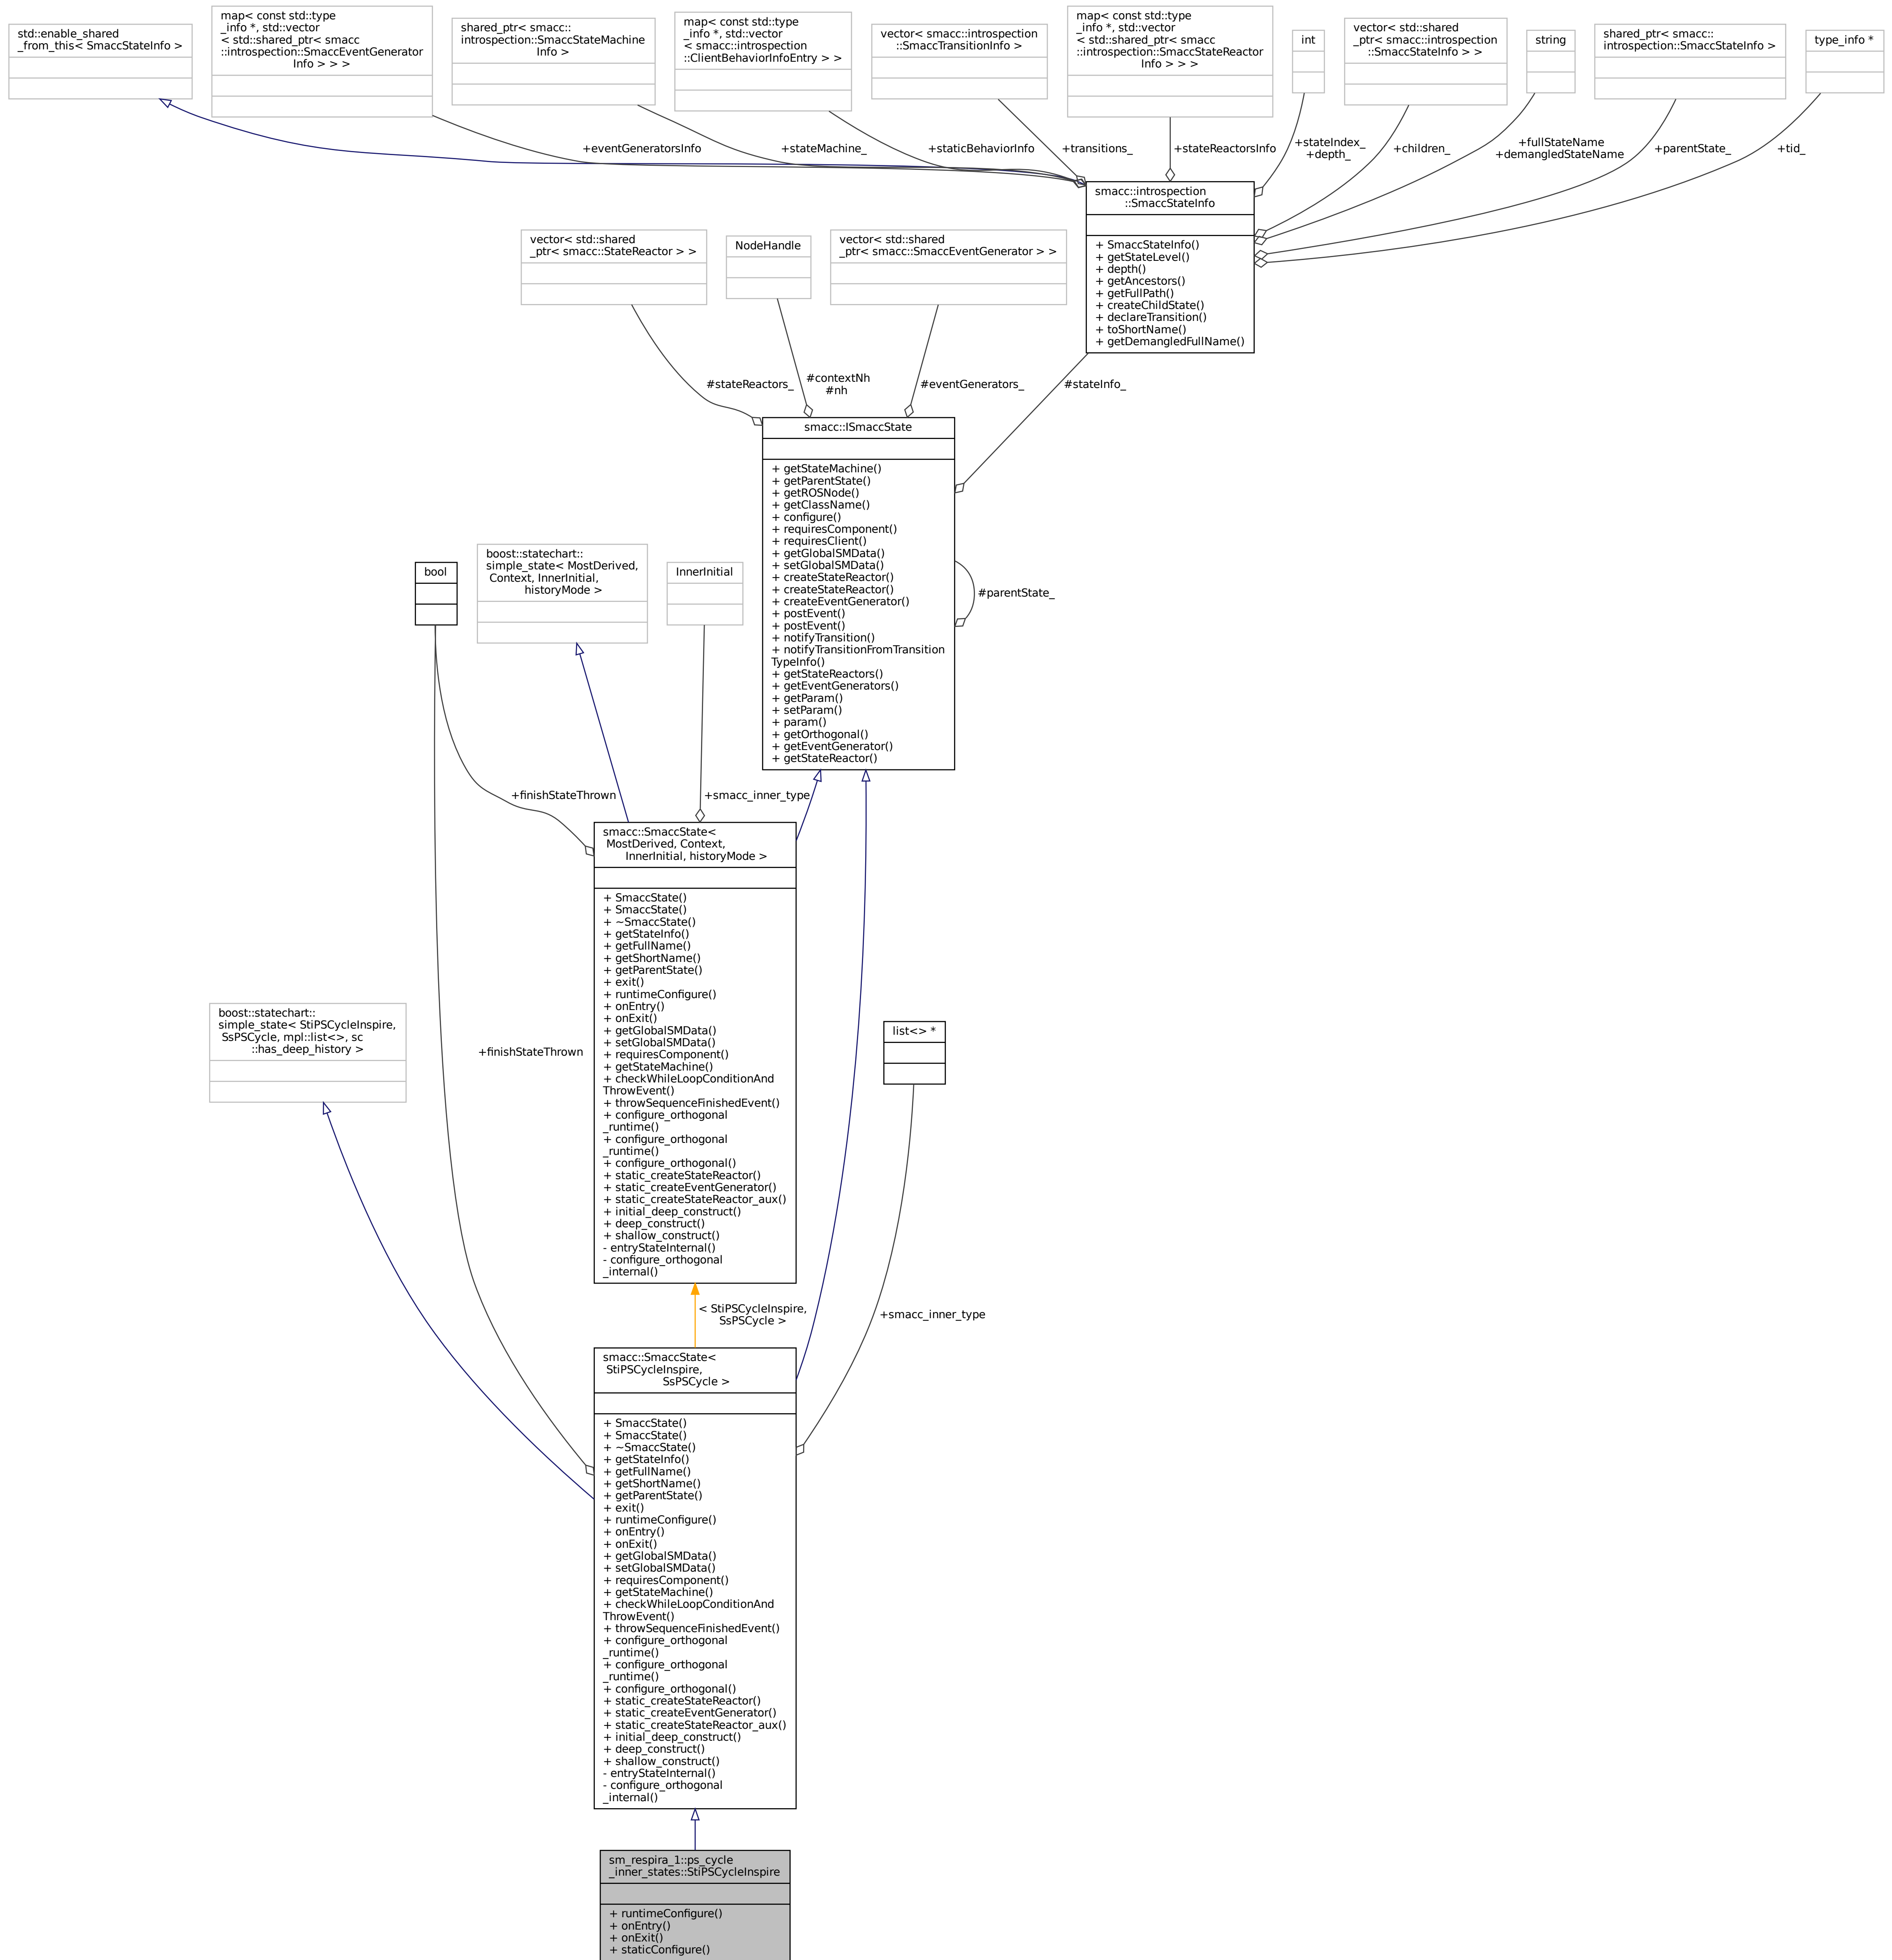 std::enable_shared
_from_this< SmaccStateInfo >
map< const std::type
_info *, std::vector
< std::shared_ptr< smacc
::introspection::SmaccEventGenerator
Info > > >
shared_ptr< smacc::
introspection::SmaccStateMachine
Info >
map< const std::type
_info *, std::vector
< smacc::introspection
::ClientBehaviorInfoEntry > >
vector< smacc::introspection
::SmaccTransitionInfo >
map< const std::type
_info *, std::vector
< std::shared_ptr< smacc
::introspection::SmaccStateReactor
Info > > >
int
vector< std::shared
_ptr< smacc::introspection
::SmaccStateInfo > >
string
shared_ptr< smacc::
introspection::SmaccStateInfo >
type_info *
+eventGeneratorsInfo
+stateMachine_
+staticBehaviorInfo
+transitions_
+stateReactorsInfo
+stateIndex_
+depth_
+children_
+fullStateName
+demangledStateName
+parentState_
+tid_
smacc::introspection
::SmaccStateInfo
+ SmaccStateInfo()
+ getStateLevel()
+ depth()
+ getAncestors()
+ getFullPath()
+ createChildState()
+ declareTransition()
+ toShortName()
+ getDemangledFullName()
vector< std::shared
_ptr< smacc::StateReactor > >
NodeHandle
vector< std::shared
_ptr< smacc::SmaccEventGenerator > >
#stateReactors_
#contextNh
#nh
#eventGenerators_
#stateInfo_
smacc::ISmaccState
+ getStateMachine()
+ getParentState()
+ getROSNode()
+ getClassName()
+ configure()
+ requiresComponent()
+ requiresClient()
+ getGlobalSMData()
+ setGlobalSMData()
+ createStateReactor()
+ createStateReactor()
+ createEventGenerator()
+ postEvent()
+ postEvent()
+ notifyTransition()
+ notifyTransitionFromTransition
TypeInfo()
+ getStateReactors()
+ getEventGenerators()
+ getParam()
+ setParam()
+ param()
+ getOrthogonal()
+ getEventGenerator()
+ getStateReactor()
#parentState_
bool
boost::statechart::
simple_state< MostDerived,
Context, InnerInitial,
historyMode >
InnerInitial
+finishStateThrown
+smacc_inner_type
smacc::SmaccState<
MostDerived, Context,
InnerInitial, historyMode >
+ SmaccState()
+ SmaccState()
+ ~SmaccState()
+ getStateInfo()
+ getFullName()
+ getShortName()
+ getParentState()
+ exit()
+ runtimeConfigure()
+ onEntry()
+ onExit()
+ getGlobalSMData()
+ setGlobalSMData()
+ requiresComponent()
+ getStateMachine()
+ checkWhileLoopConditionAnd
ThrowEvent()
+ throwSequenceFinishedEvent()
+ configure_orthogonal
_runtime()
+ configure_orthogonal
_runtime()
+ configure_orthogonal()
+ static_createStateReactor()
+ static_createEventGenerator()
+ static_createStateReactor_aux()
+ initial_deep_construct()
+ deep_construct()
+ shallow_construct()
- entryStateInternal()
- configure_orthogonal
_internal()
boost::statechart::
simple_state< StiPSCycleInspire,
SsPSCycle, mpl::list<>, sc
::has_deep_history >
+finishStateThrown
list<> *
< StiPSCycleInspire,
SsPSCycle >
+smacc_inner_type
smacc::SmaccState<
StiPSCycleInspire,
SsPSCycle >
+ SmaccState()
+ SmaccState()
+ ~SmaccState()
+ getStateInfo()
+ getFullName()
+ getShortName()
+ getParentState()
+ exit()
+ runtimeConfigure()
+ onEntry()
+ onExit()
+ getGlobalSMData()
+ setGlobalSMData()
+ requiresComponent()
+ getStateMachine()
+ checkWhileLoopConditionAnd
ThrowEvent()
+ throwSequenceFinishedEvent()
+ configure_orthogonal
_runtime()
+ configure_orthogonal
_runtime()
+ configure_orthogonal()
+ static_createStateReactor()
+ static_createEventGenerator()
+ static_createStateReactor_aux()
+ initial_deep_construct()
+ deep_construct()
+ shallow_construct()
- entryStateInternal()
- configure_orthogonal
_internal()
sm_respira_1::ps_cycle
_inner_states::StiPSCycleInspire
+ runtimeConfigure()
+ onEntry()
+ onExit()
+ staticConfigure()